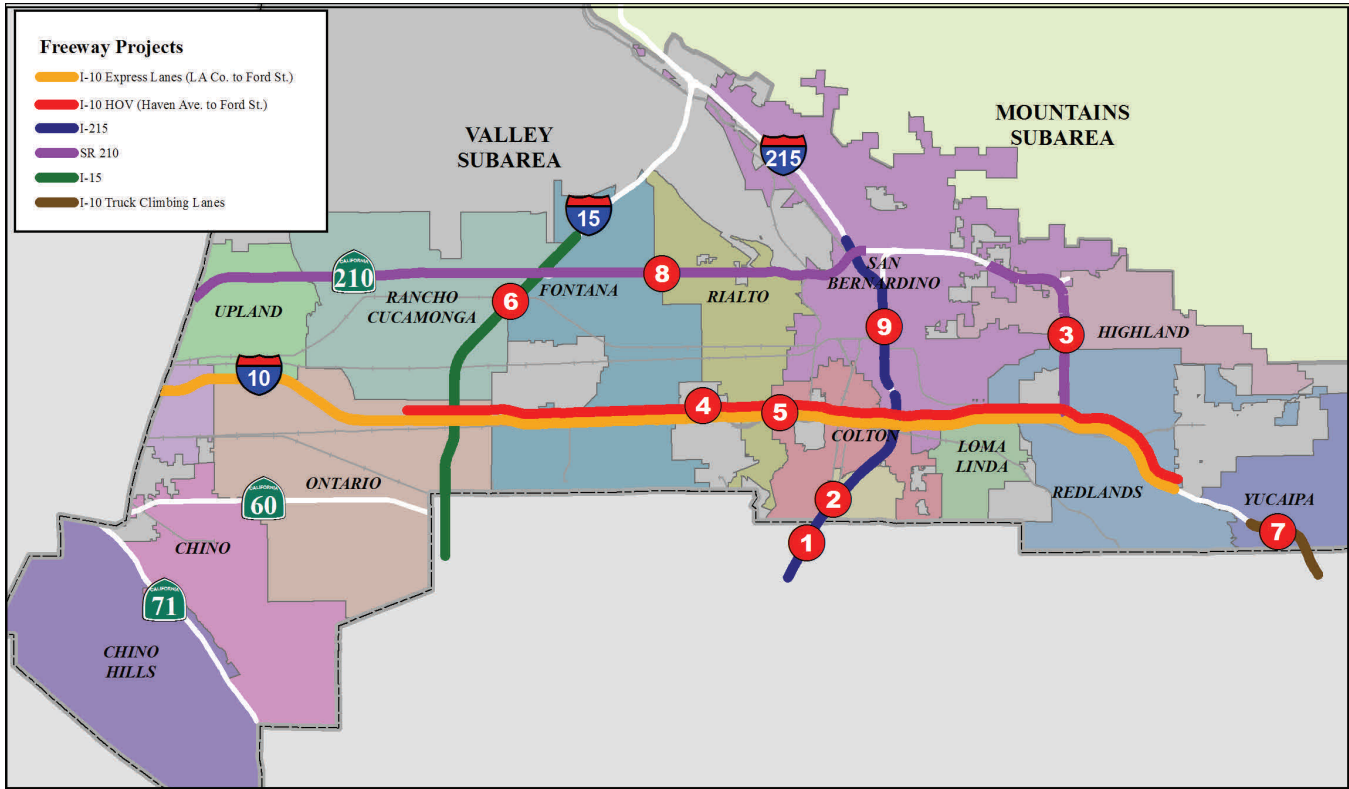 Freeway Projects
I-10 Express Lanes (LA Co. to Ford St.)
I-10 HOV (Haven Ave. to Ford St.)
I-215
SR 210
I-15
I-10 Truck Climbing Lanes
VALLEY
SUBAREA
MOUNTAINS
SUBAREA
215
15
CALIFORNIA
210
UPLAND
RANCHO
CUCAMONGA
6
FONTANA
8
RIALTO
SAN
BERNARDINO
9
3
HIGHLAND
10
4
5
COLTON
LOMA
LINDA
REDLANDS
YUCAIPA
ONTARIO
CALIFORNIA
60
2
1
7
CHINO
CALIFORNIA
71
CHINO
HILLS